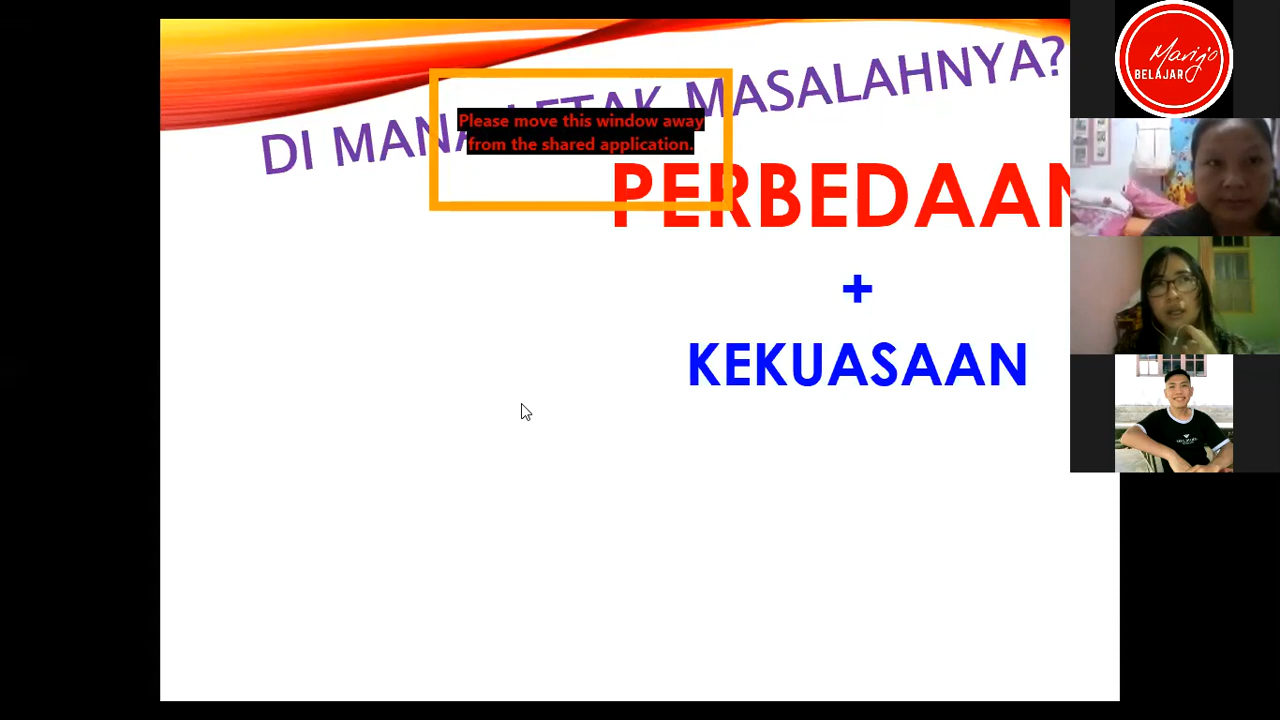 DI MANA LETAK MASALAHNYA?
Please move this window away
from the shared application.
PERBEDAAN
+
KEKUASAAN
Marijo
BELAJAR